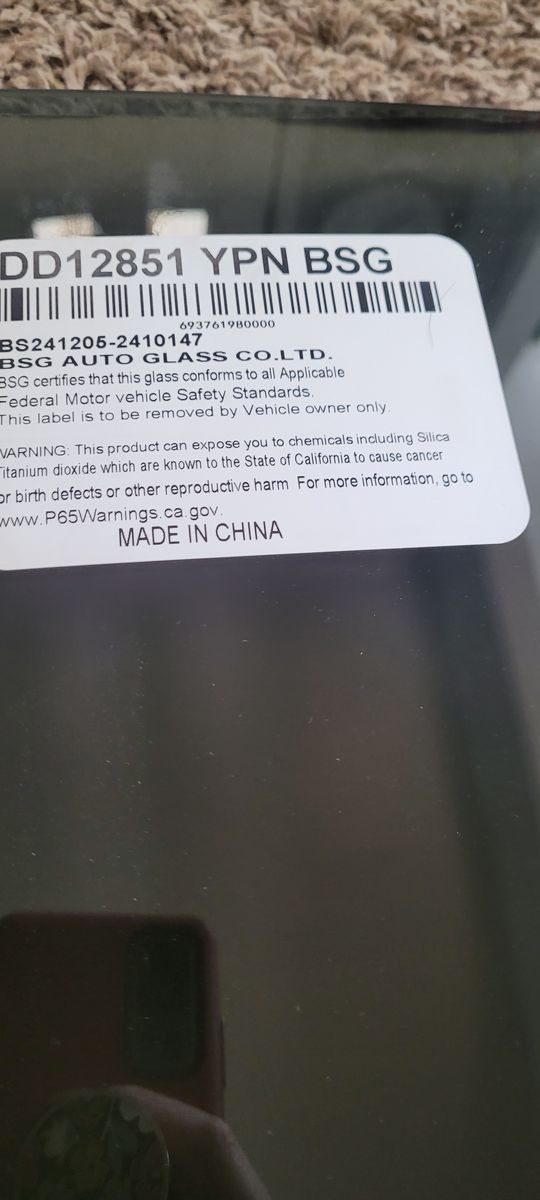 DD12851 YPN BSG
693761980000
BS241205-2410147
BSG AUTO GLASS CO.LTD.
BSG certifies that this glass conforms to all Applicable
Federal Motor vehicle Safety Standards.
This label is to be removed by Vehicle owner only.
WARNING: This product can expose you to chemicals including Silica
Titanium dioxide which are known to the State of California to cause cancer
or birth defects or other reproductive harm For more information, go to
www.P65Warnings.ca.gov.
MADE IN CHINA